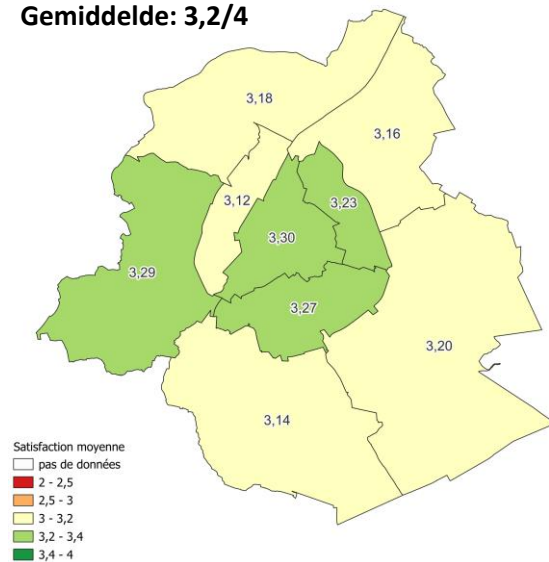 Gemiddelde: 3,2/4
3,18
3,16
3,12
3,23
3,30
3,29
3,27
3,20
3,14
Satisfaction moyenne
pas de données
2 - 2,5
2,5 - 3
3 - 3,2
3,2 - 3,4
3,4 - 4